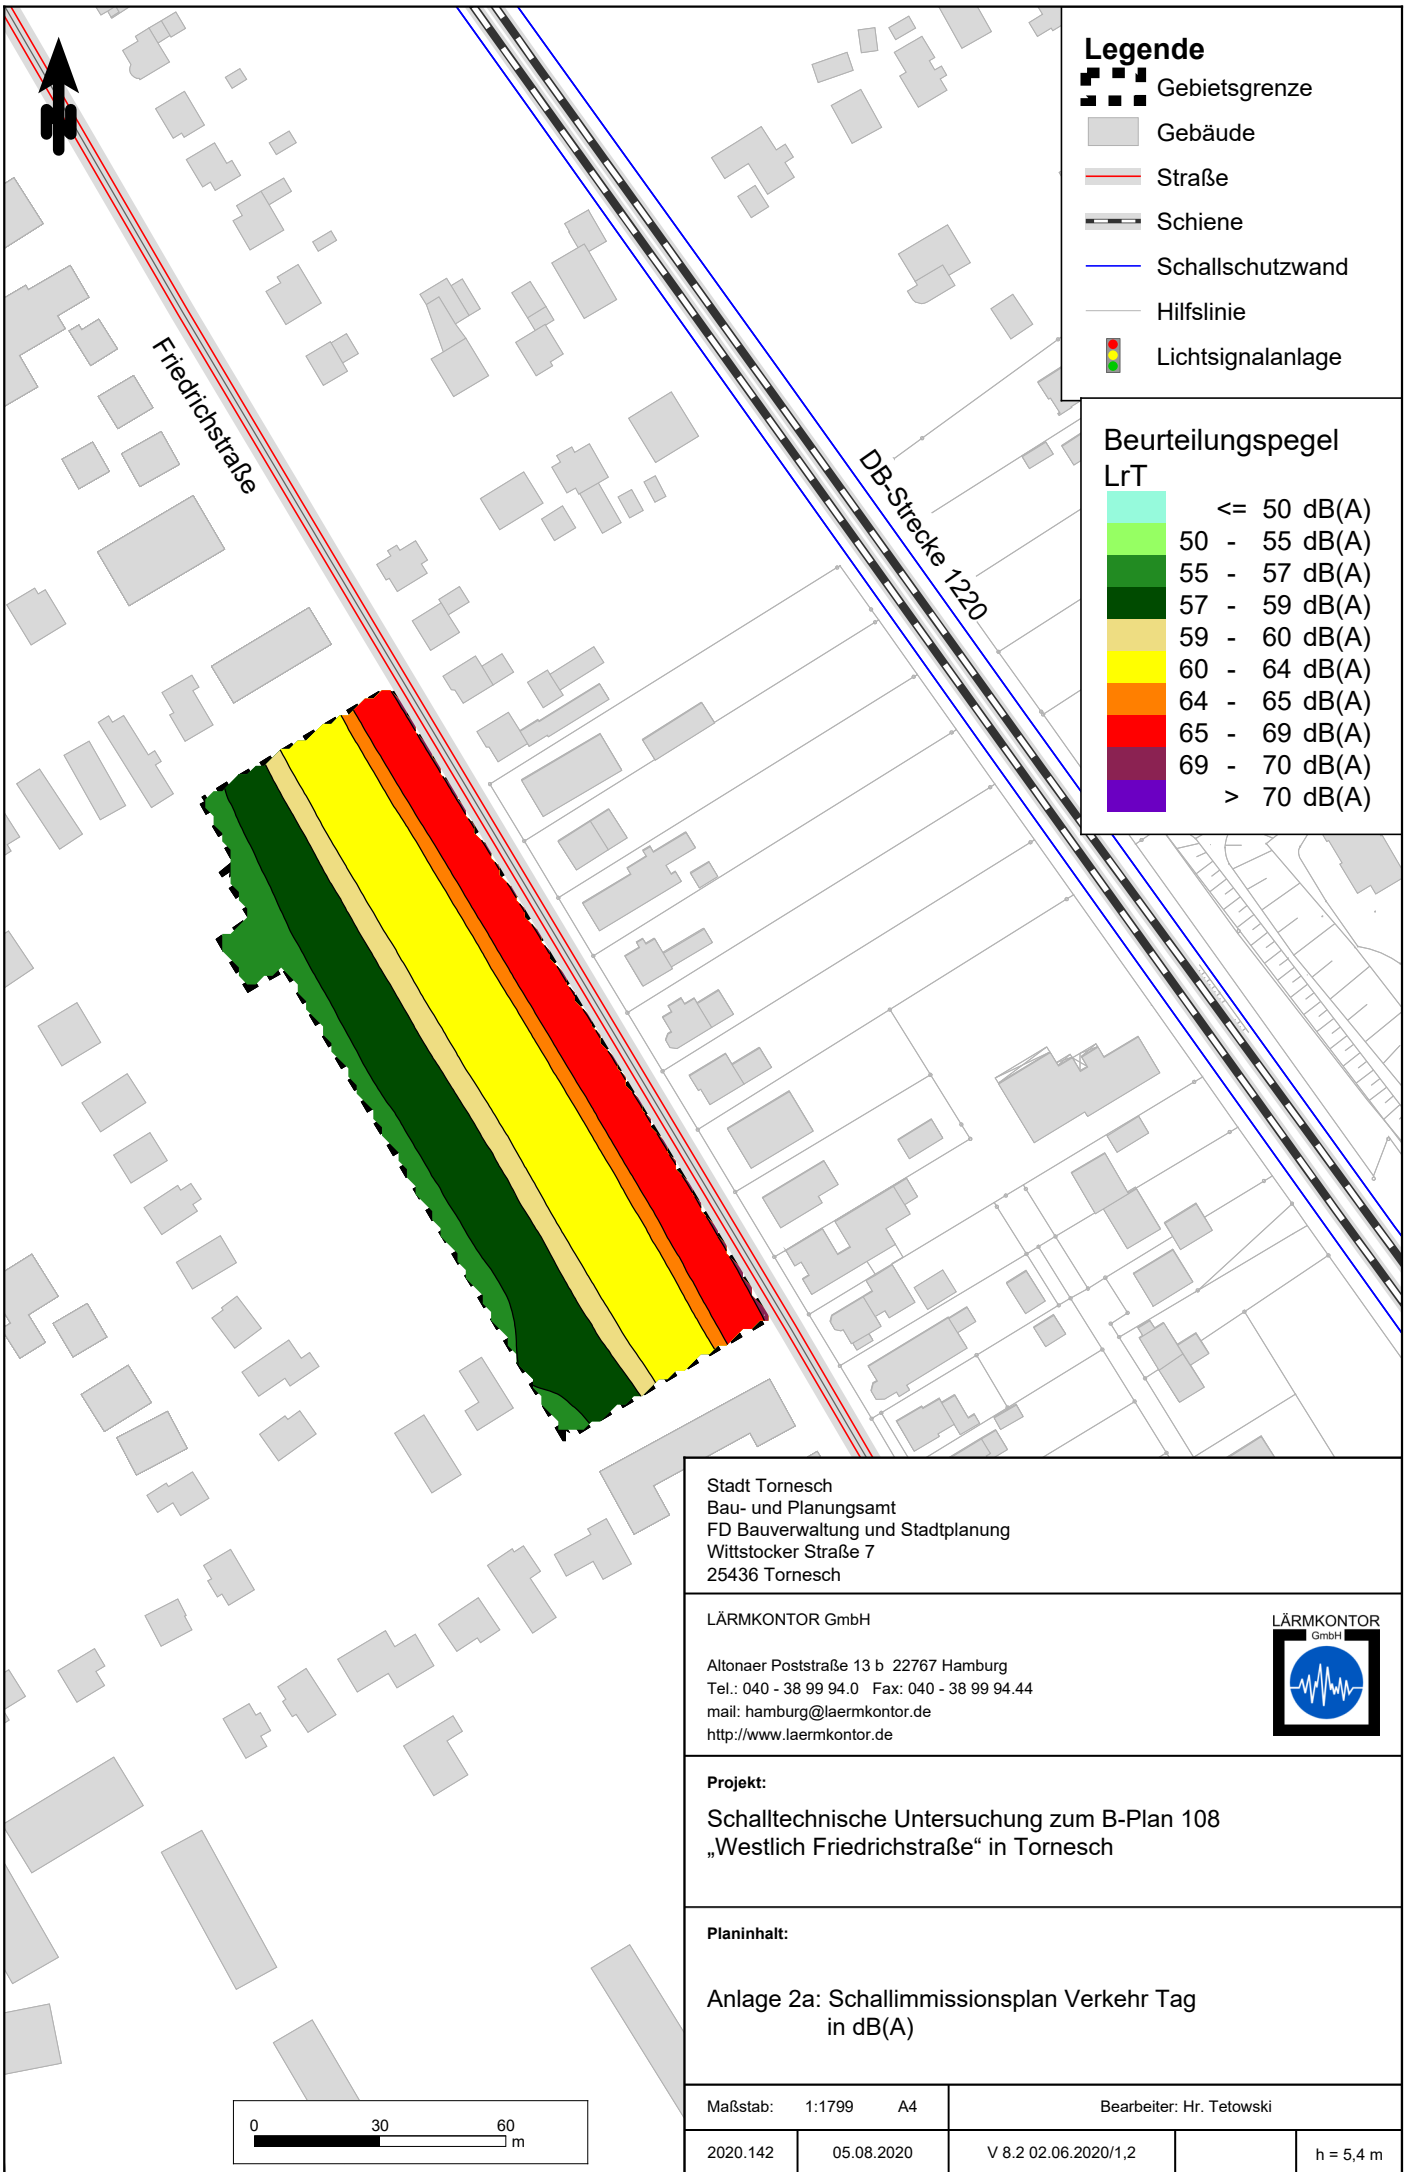 Legende
Gebietsgrenze
Gebäude
Straße
Schiene
Schallschutzwand
Hilfslinie
Lichtsignalanlage
Beurteilungspegel
LrT
<= 50 dB(A)
50 - 55 dB(A)
55 - 57 dB(A)
57 - 59 dB(A)
59 - 60 dB(A)
60 - 64 dB(A)
64 - 65 dB(A)
65 - 69 dB(A)
69 - 70 dB(A)
> 70 dB(A)
Friedrichstraße
DB-Strecke 1220
Stadt Tornesch
Bau- und Planungsamt
FD Bauverwaltung und Stadtplanung
Wittstocker Straße 7
25436 Tornesch
LÄRMKONTOR GmbH
Altonaer Poststraße 13 b 22767 Hamburg
Tel.: 040 - 38 99 94.0 Fax: 040 - 38 99 94.44
mail: hamburg@laermkontor.de
http://www.laermkontor.de
LÄRMKONTOR
GmbH
Projekt:
Schalltechnische Untersuchung zum B-Plan 108
„Westlich Friedrichstraße“ in Tornesch
Planinhalt:
Anlage 2a: Schallimmissionsplan Verkehr Tag
in dB(A)
Maßstab: 1:1799 A4
Bearbeiter: Hr. Tetowski
2020.142
05.08.2020
V 8.2 02.06.2020/1,2
h = 5,4 m
0 30 60
m